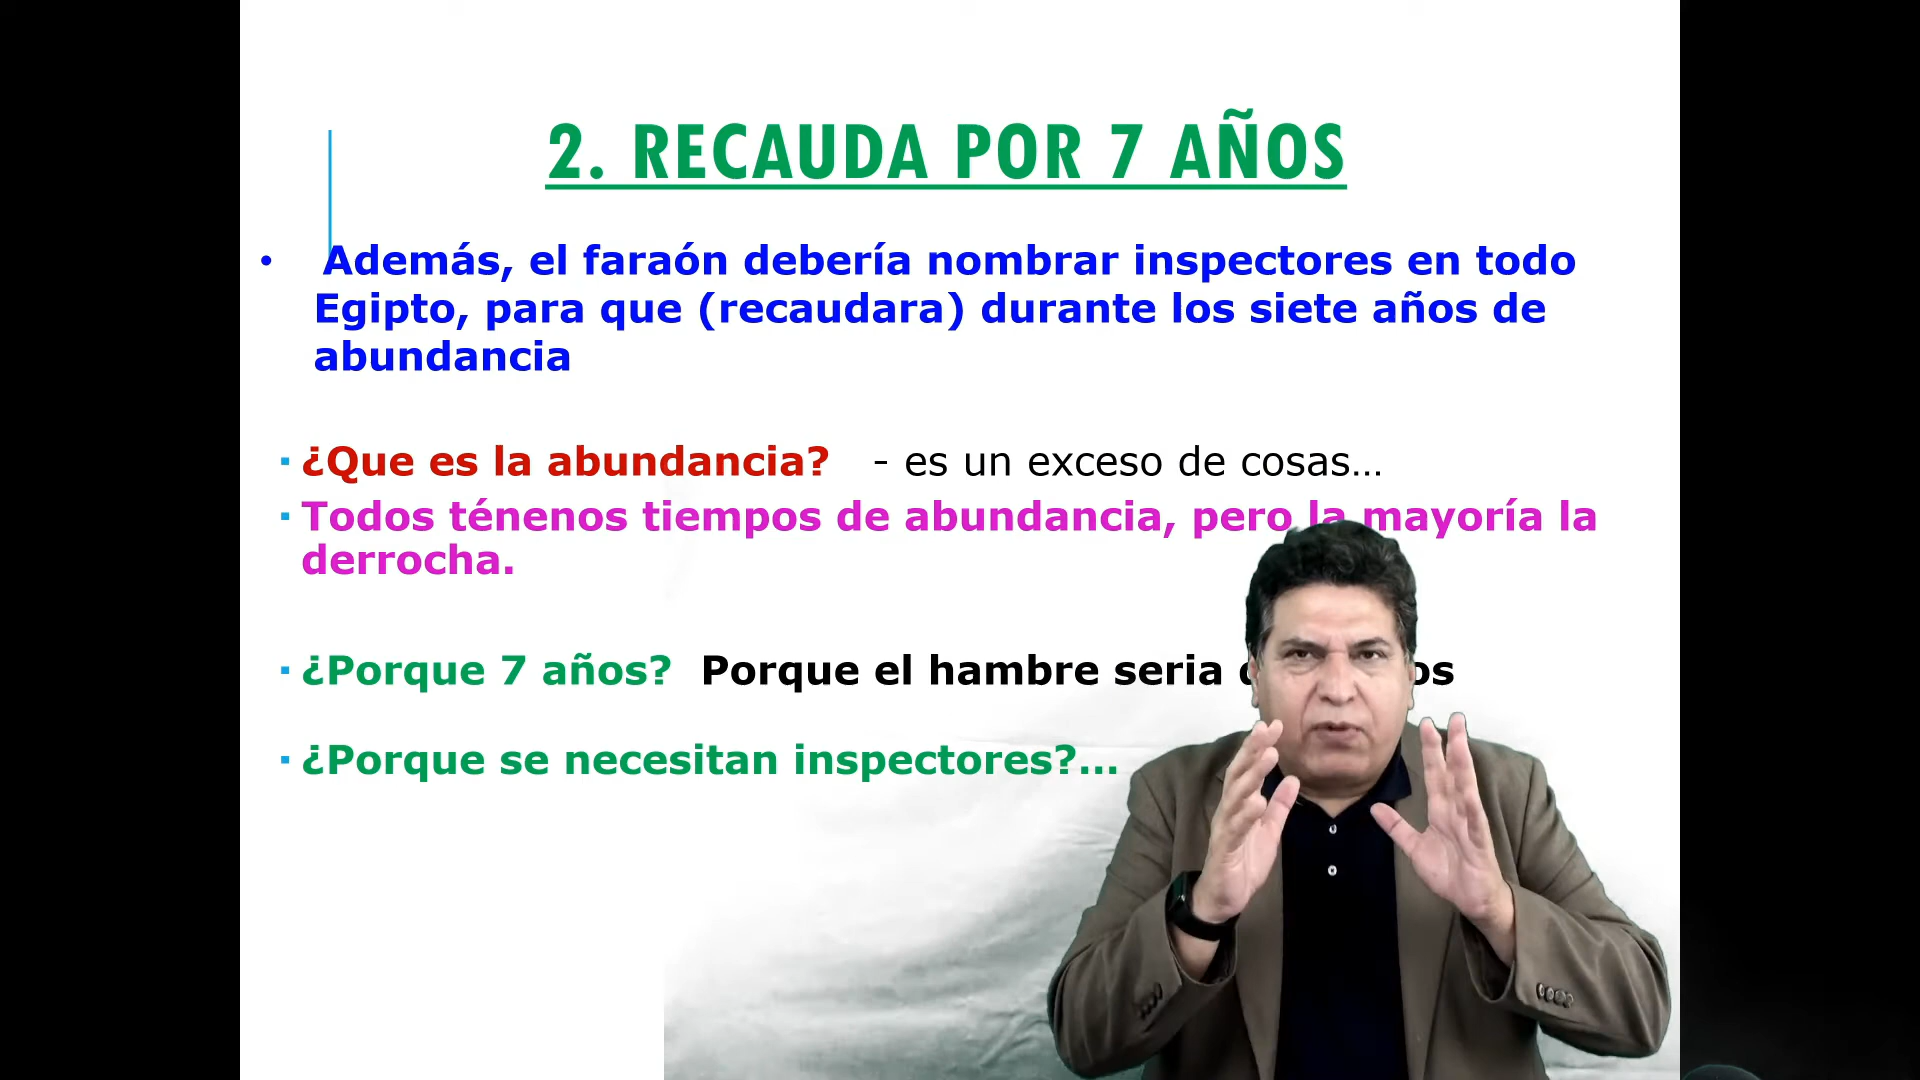 2. RECAUDA POR 7 AÑOS
• Además, el faraón debería nombrar inspectores en todo
Egipto, para que (recaudara) durante los siete años de
abundancia
▪ ¿Que es la abundancia? - es un exceso de cosas…
▪ Todos ténenos tiempos de abundancia, pero la mayoría la
derrocha.
▪ ¿Porque 7 años? Porque el hambre seria
▪ ¿Porque se necesitan inspectores?...